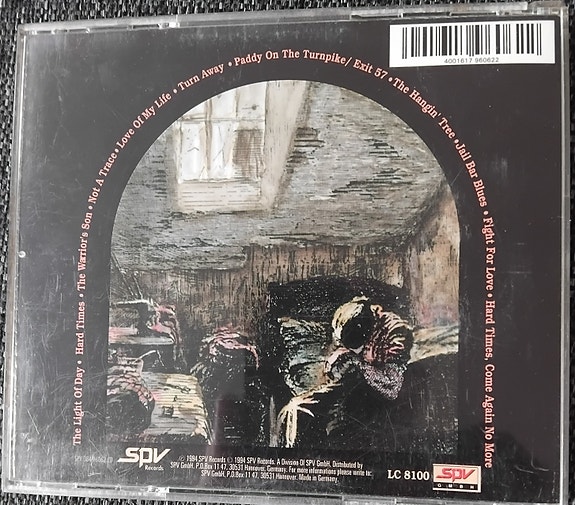 4001617 960822
The Light Of Day • Hard Times • The Warrior's Son • Not A Trace • Love Of My Life • Turn Away • Paddy On The Turnpike/ Exit 57 • The Hangin' Tree • Jail Bar Blues • Fight For Love • Hard Times, Come Again No More
SPV
Records
℗ 1994 SPV Records © 1994 SPV Records. A Division Of SPV GmbH, Distributed by
SPV GmbH, P.O.Box 11 47, 30531 Hannover, Germany. For more informations please write to:
SPV GmbH, P.O.Box 11 47, 30531 Hannover. Made in Germany.
LC 8100
SPV
GMBH